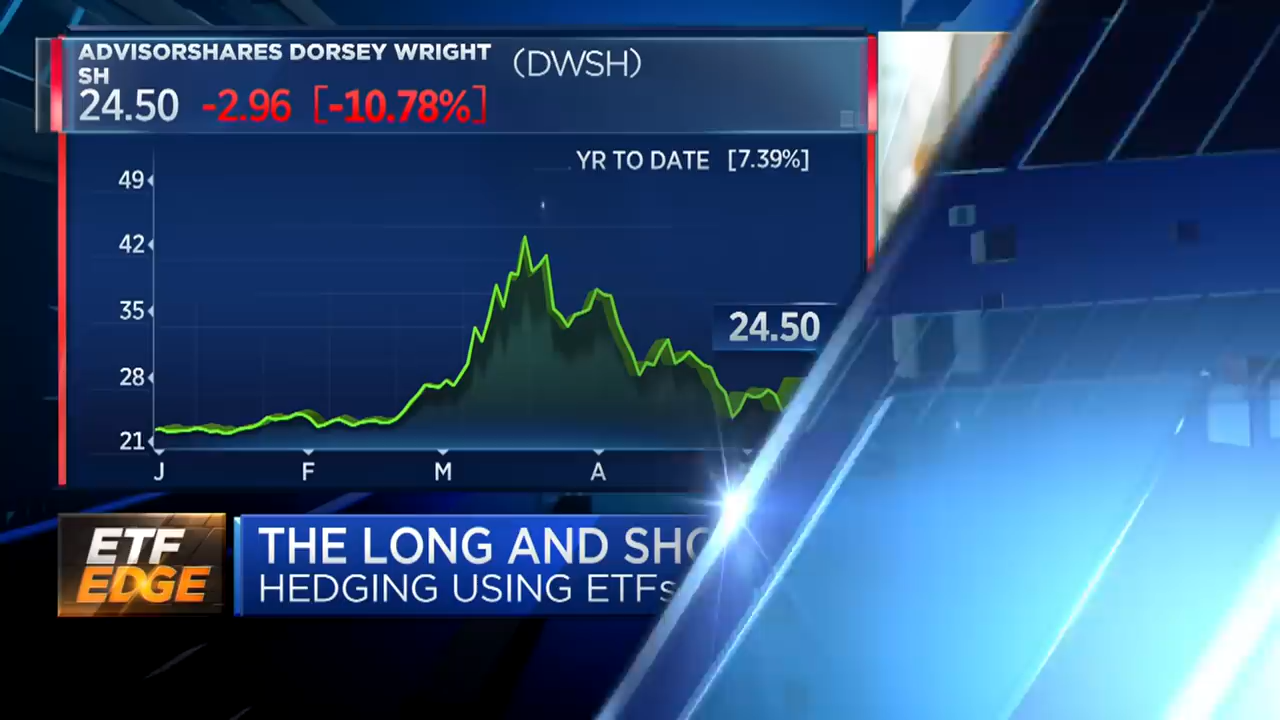 ADVISORSHARES DORSEY WRIGHT
SH
(DWSH)
24.50 -2.96 [-10.78%]
YR TO DATE [7.39%]
49
42
35
28
21
24.50
J F M A
ETF
EDGE
THE LONG AND
HEDGING USING ETFs